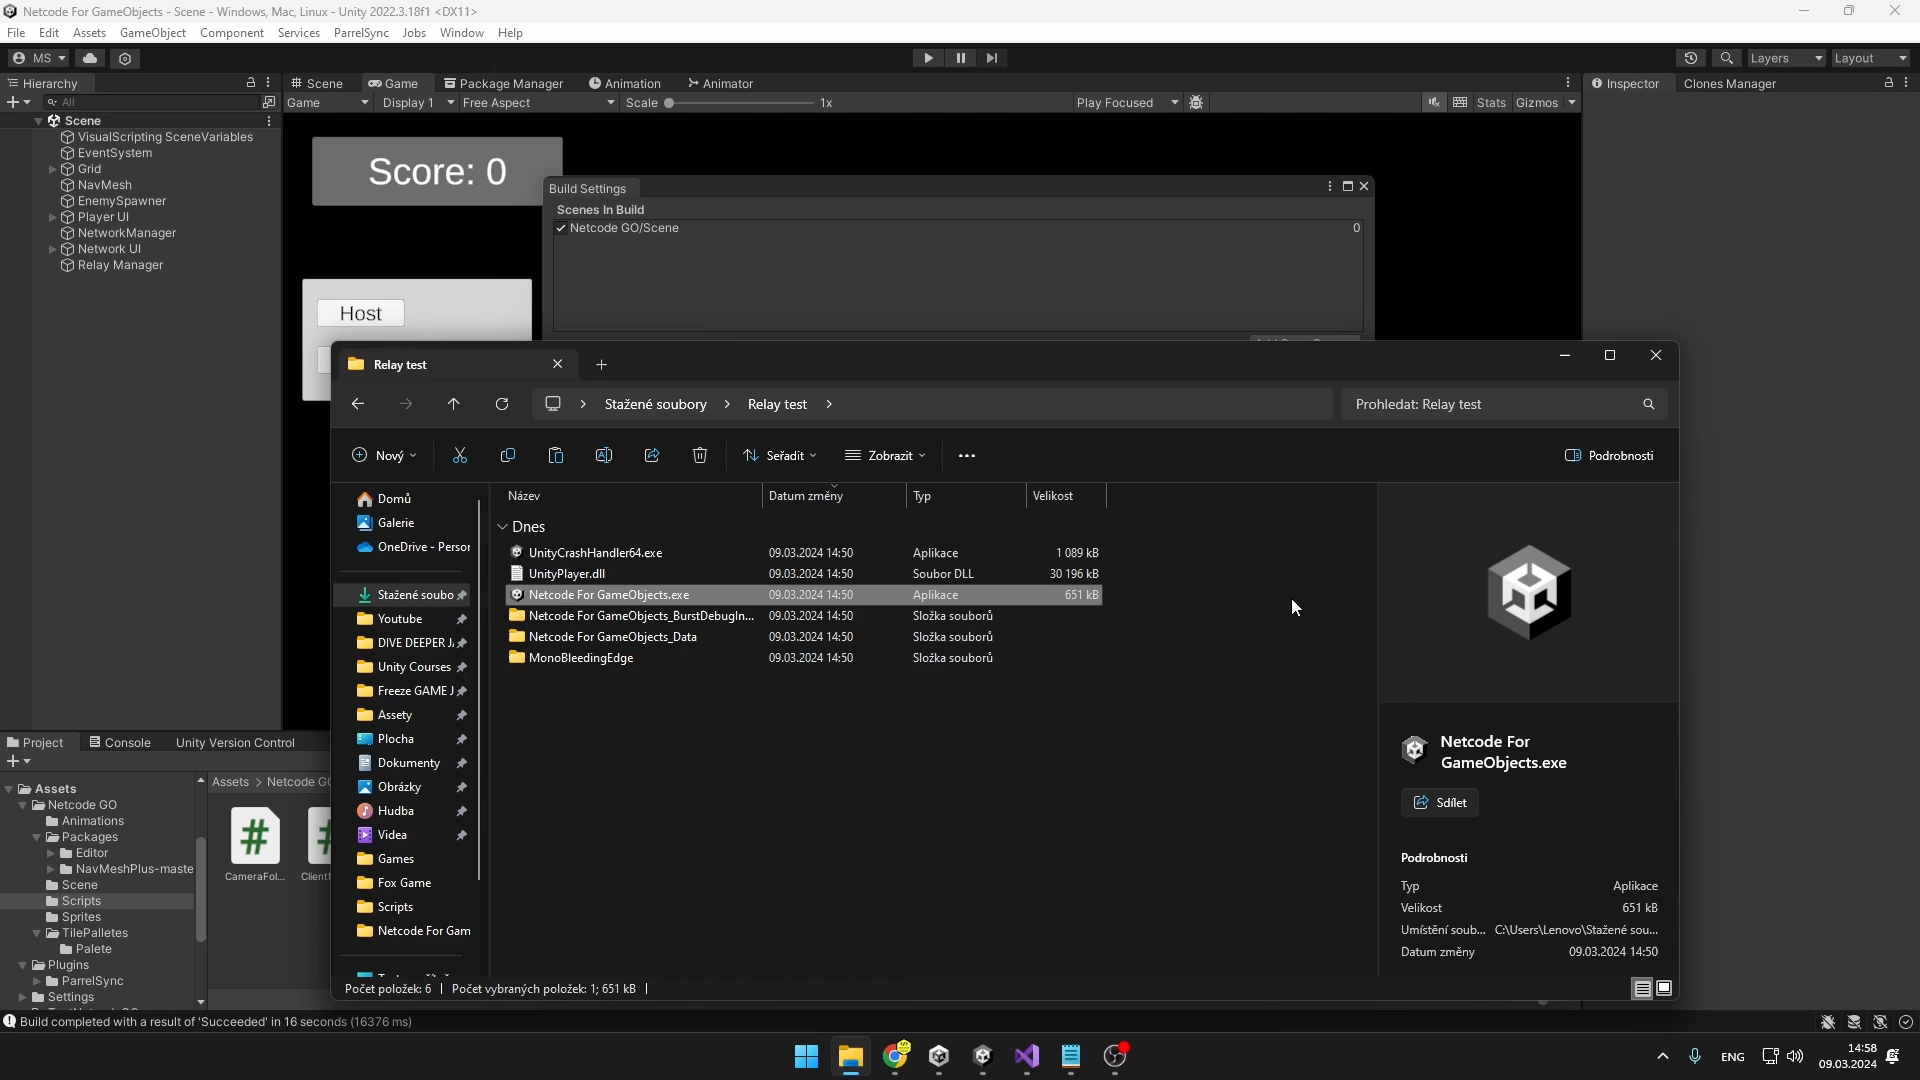 Netcode For GameObjects - Scene - Windows, Mac, Linux - Unity 2022.3.18f1 <DX11>
File Edit Assets GameObject Component Services ParrelSync Jobs Window Help
MS Layers Layout
Hierarchy Scene Game Package Manager Animation Animator Inspector Clones Manager
All Game Display 1 Free Aspect Scale 1x Play Focused Stats Gizmos
Scene
VisualScripting SceneVariables
EventSystem
Grid
NavMesh
EnemySpawner
Player UI
NetworkManager
Network UI
Relay Manager
Score: 0
Host
Build Settings
Scenes In Build
Netcode GO/Scene 0
Relay test
Stažené soubory Relay test
Prohledat: Relay test
Nový Seřadit Zobrazit Podrobnosti
Název Datum změny Typ Velikost
Dnes
UnityCrashHandler64.exe 09.03.2024 14:50 Aplikace 1 089 kB
UnityPlayer.dll 09.03.2024 14:50 Soubor DLL 30 196 kB
Netcode For GameObjects.exe 09.03.2024 14:50 Aplikace 651 kB
Netcode For GameObjects_BurstDebugIn... 09.03.2024 14:50 Složka souborů
Netcode For GameObjects_Data 09.03.2024 14:50 Složka souborů
MonoBleedingEdge 09.03.2024 14:50 Složka souborů
Domů
Galerie
OneDrive - Person
Stažené soubo
Youtube
DIVE DEEPER J
Unity Courses
Freeze GAME J
Assety
Plocha
Dokumenty
Obrázky
Hudba
Videa
Games
Fox Game
Scripts
Netcode For Gam
Netcode For
GameObjects.exe
Sdílet
Podrobnosti
Typ Aplikace
Velikost 651 kB
Umístění soub... C:\Users\Lenovo\Stažené sou...
Datum změny 09.03.2024 14:50
Počet položek: 6 Počet vybraných položek: 1; 651 kB
Project Console Unity Version Control
Assets > Netcode GO
Assets
Netcode GO
Animations
Packages
Editor
NavMeshPlus-maste
Scene
Scripts
Sprites
TilePalletes
Palete
Plugins
ParrelSync
Settings
CameraFol...
Build completed with a result of 'Succeeded' in 16 seconds (16376 ms)
ENG
14:58
09.03.2024